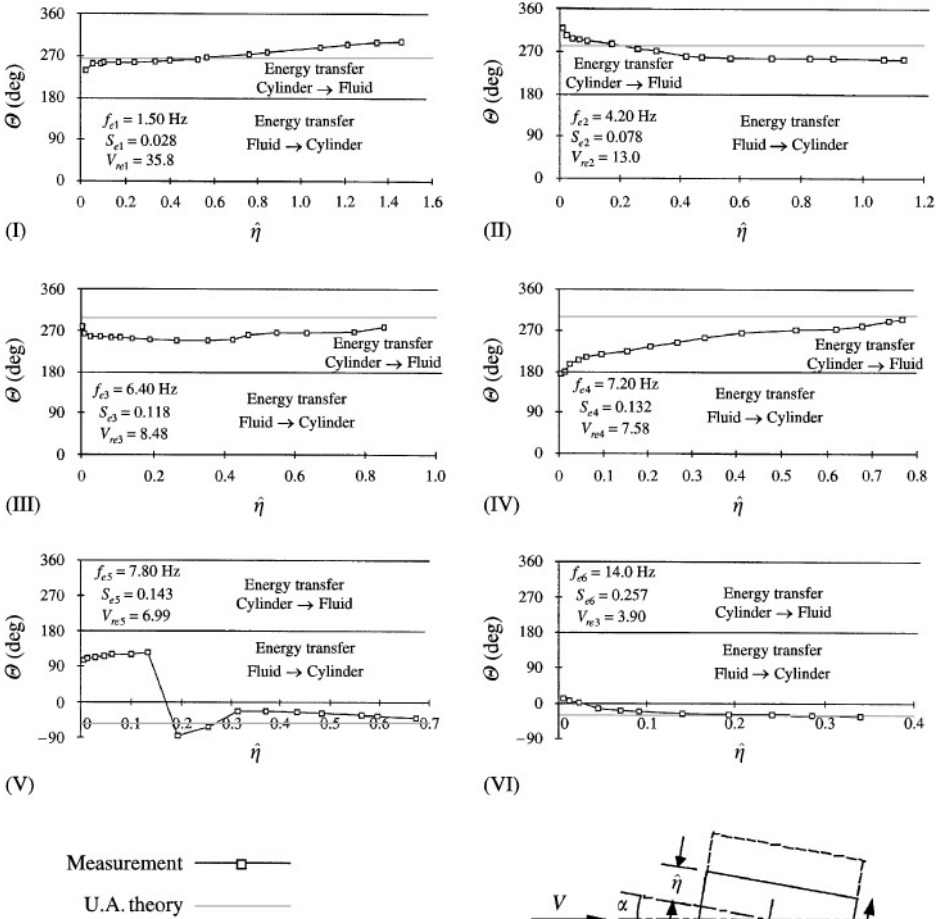 360
270
180
90
0
Θ (deg)
Energy transfer
Cylinder → Fluid
f_e1 = 1.50 Hz
S_e1 = 0.028
V_re1 = 35.8
Energy transfer
Fluid → Cylinder
0 0.2 0.4 0.6 0.8 1.0 1.2 1.4 1.6
(I)
η̂
360
270
180
90
0
Θ (deg)
Energy transfer
Cylinder → Fluid
f_e2 = 4.20 Hz
S_e2 = 0.078
V_re2 = 13.0
Energy transfer
Fluid → Cylinder
0 0.2 0.4 0.6 0.8 1.0 1.2
(II)
η̂
360
270
180
90
0
Θ (deg)
Energy transfer
Cylinder → Fluid
f_e3 = 6.40 Hz
S_e3 = 0.118
V_re3 = 8.48
Energy transfer
Fluid → Cylinder
0 0.2 0.4 0.6 0.8 1.0
(III)
η̂
360
270
180
90
0
Θ (deg)
Energy transfer
Cylinder → Fluid
f_e4 = 7.20 Hz
S_e4 = 0.132
V_re4 = 7.58
Energy transfer
Fluid → Cylinder
0 0.1 0.2 0.3 0.4 0.5 0.6 0.7 0.8
(IV)
η̂
360
270
180
90
0
−90
Θ (deg)
f_e5 = 7.80 Hz
S_e5 = 0.143
V_re5 = 6.99
Energy transfer
Cylinder → Fluid
Energy transfer
Fluid → Cylinder
0 0.1 0.2 0.3 0.4 0.5 0.6 0.7
(V)
η̂
360
270
180
90
0
−90
Θ (deg)
f_e6 = 14.0 Hz
S_e6 = 0.257
V_re3 = 3.90
Energy transfer
Cylinder → Fluid
Energy transfer
Fluid → Cylinder
0 0.1 0.2 0.3 0.4
(VI)
η̂
Measurement
U.A. theory
V
α
η̂